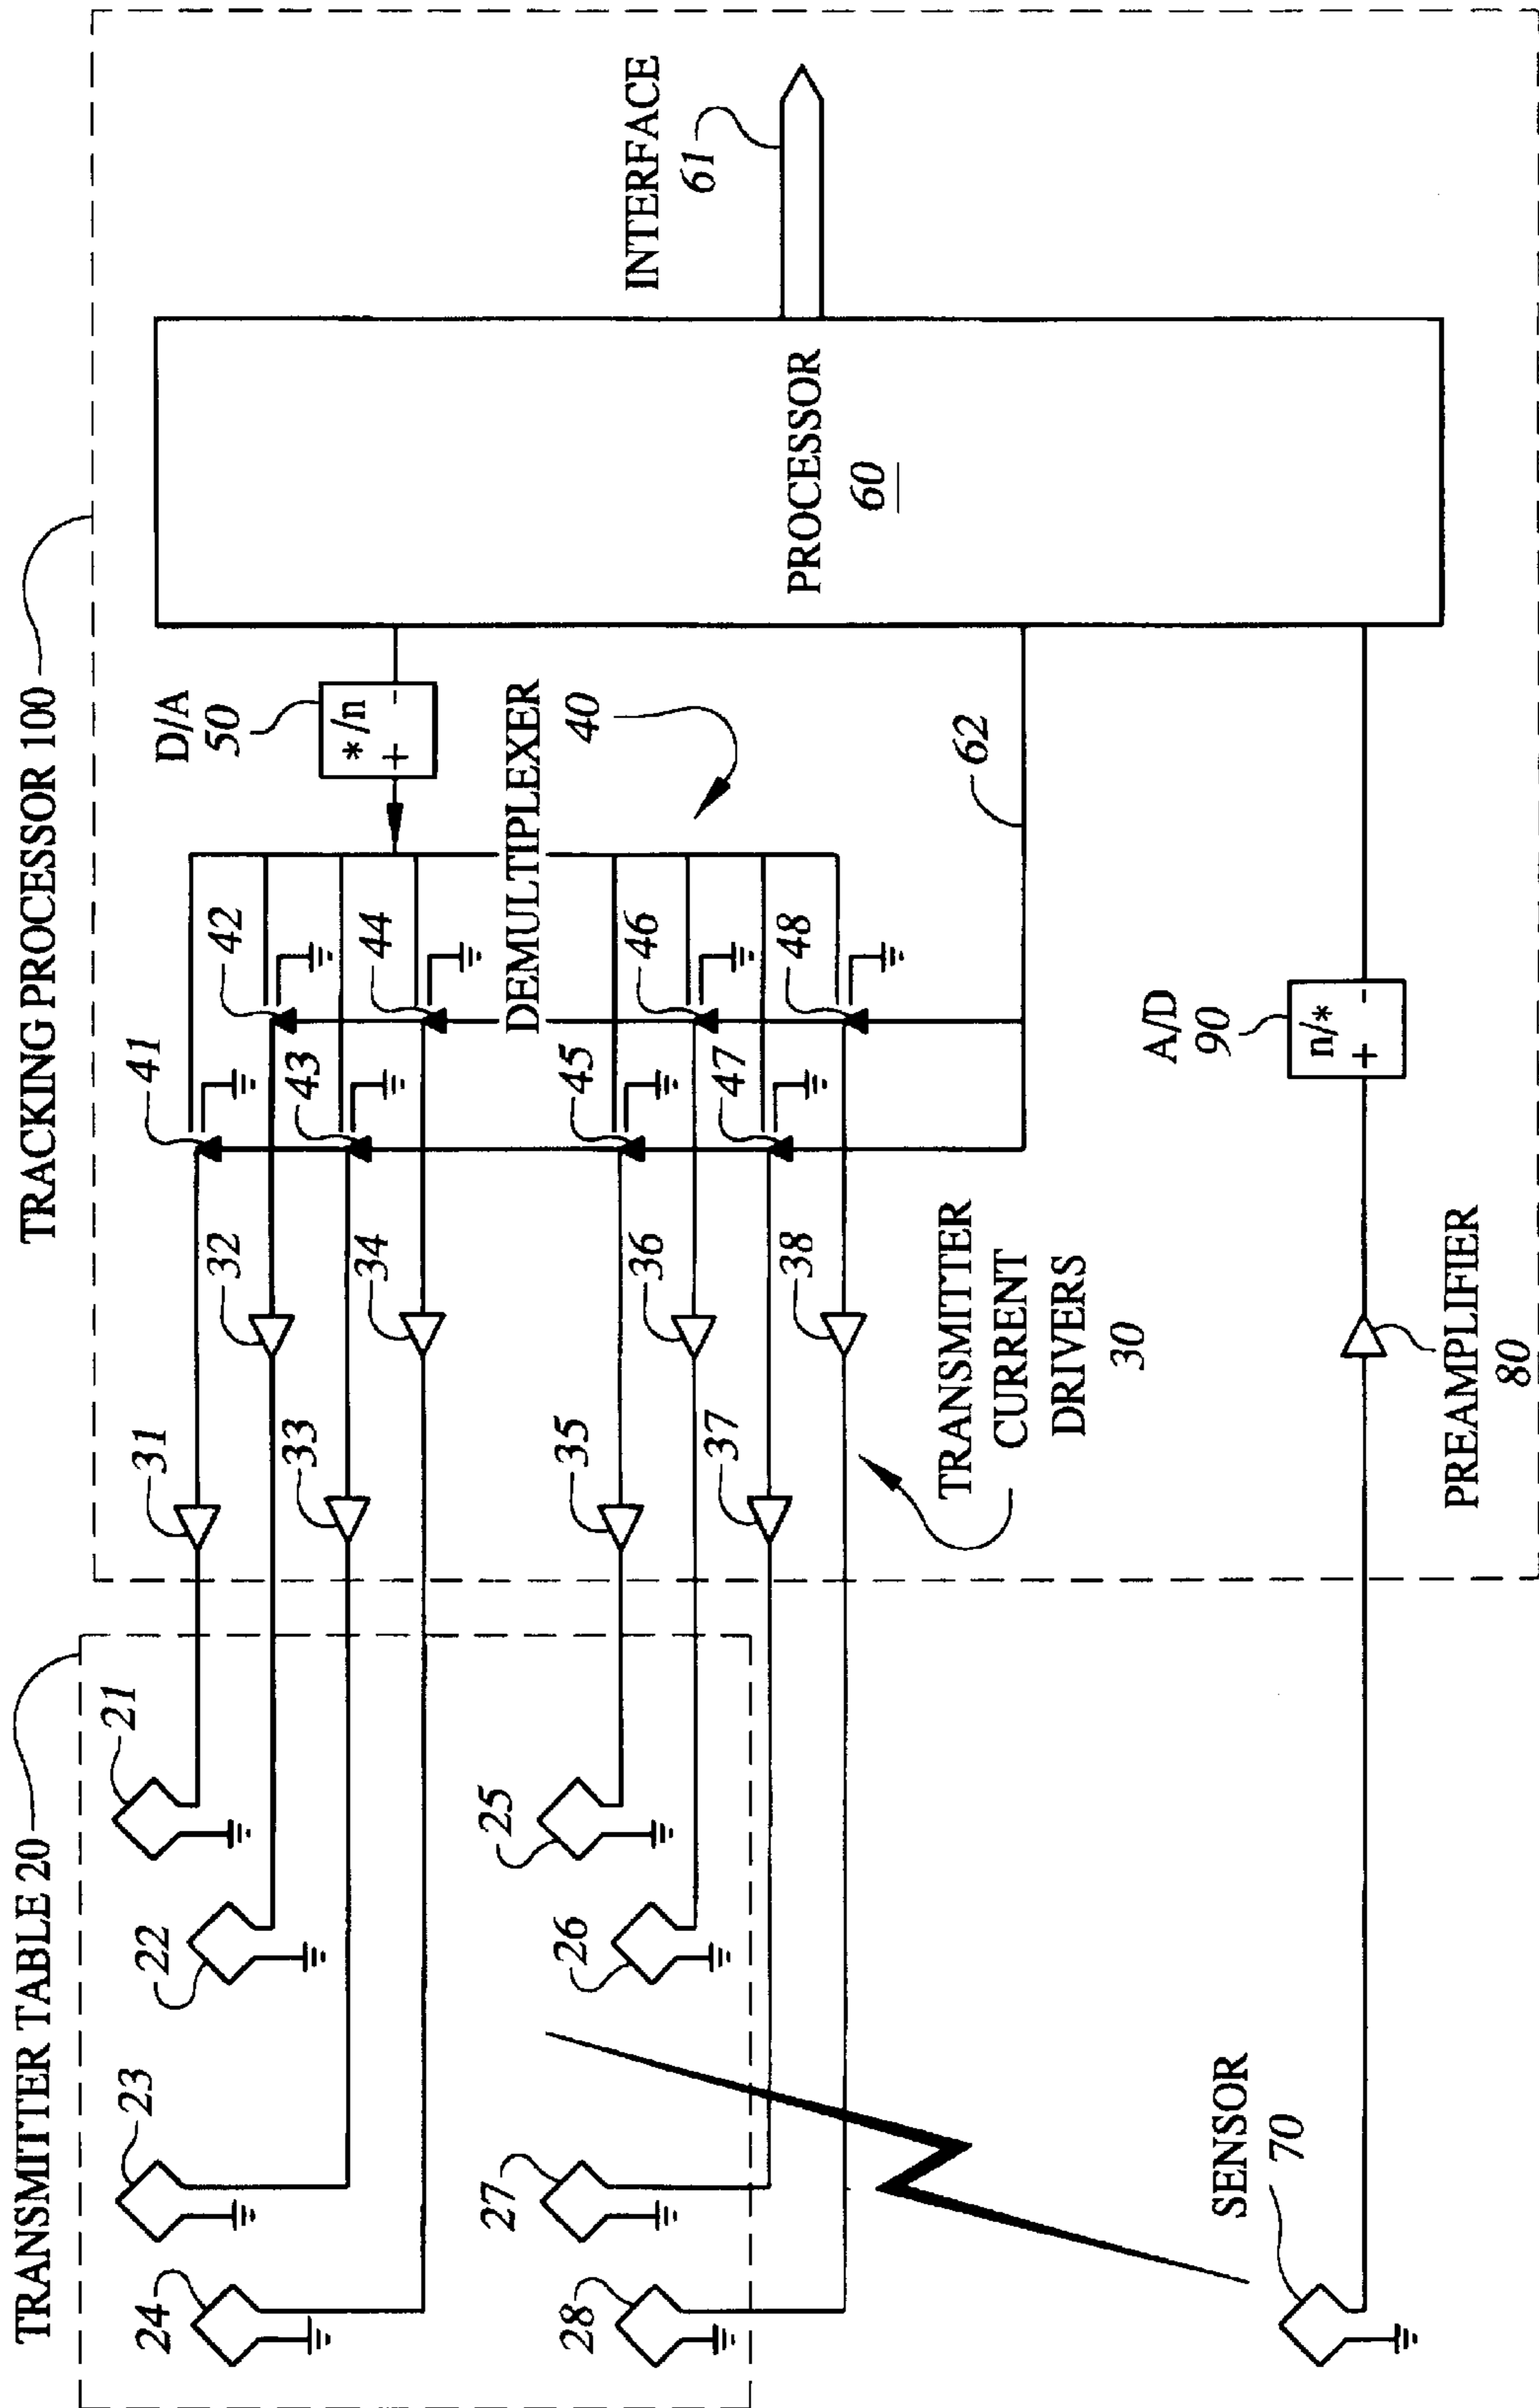 TRANSMITTER TABLE 20
TRACKING PROCESSOR 100
24
23
22
21
31
32
33
34
41
42
43
44
D/A
50
*/n
+ -
DEMULTIPLEXER
40
28
27
26
25
35
36
37
38
45
46
47
48
PROCESSOR
60
INTERFACE
61
62
TRANSMITTER
CURRENT
DRIVERS
30
SENSOR
70
PREAMPLIFIER
80
A/D
90
n/*
+ -